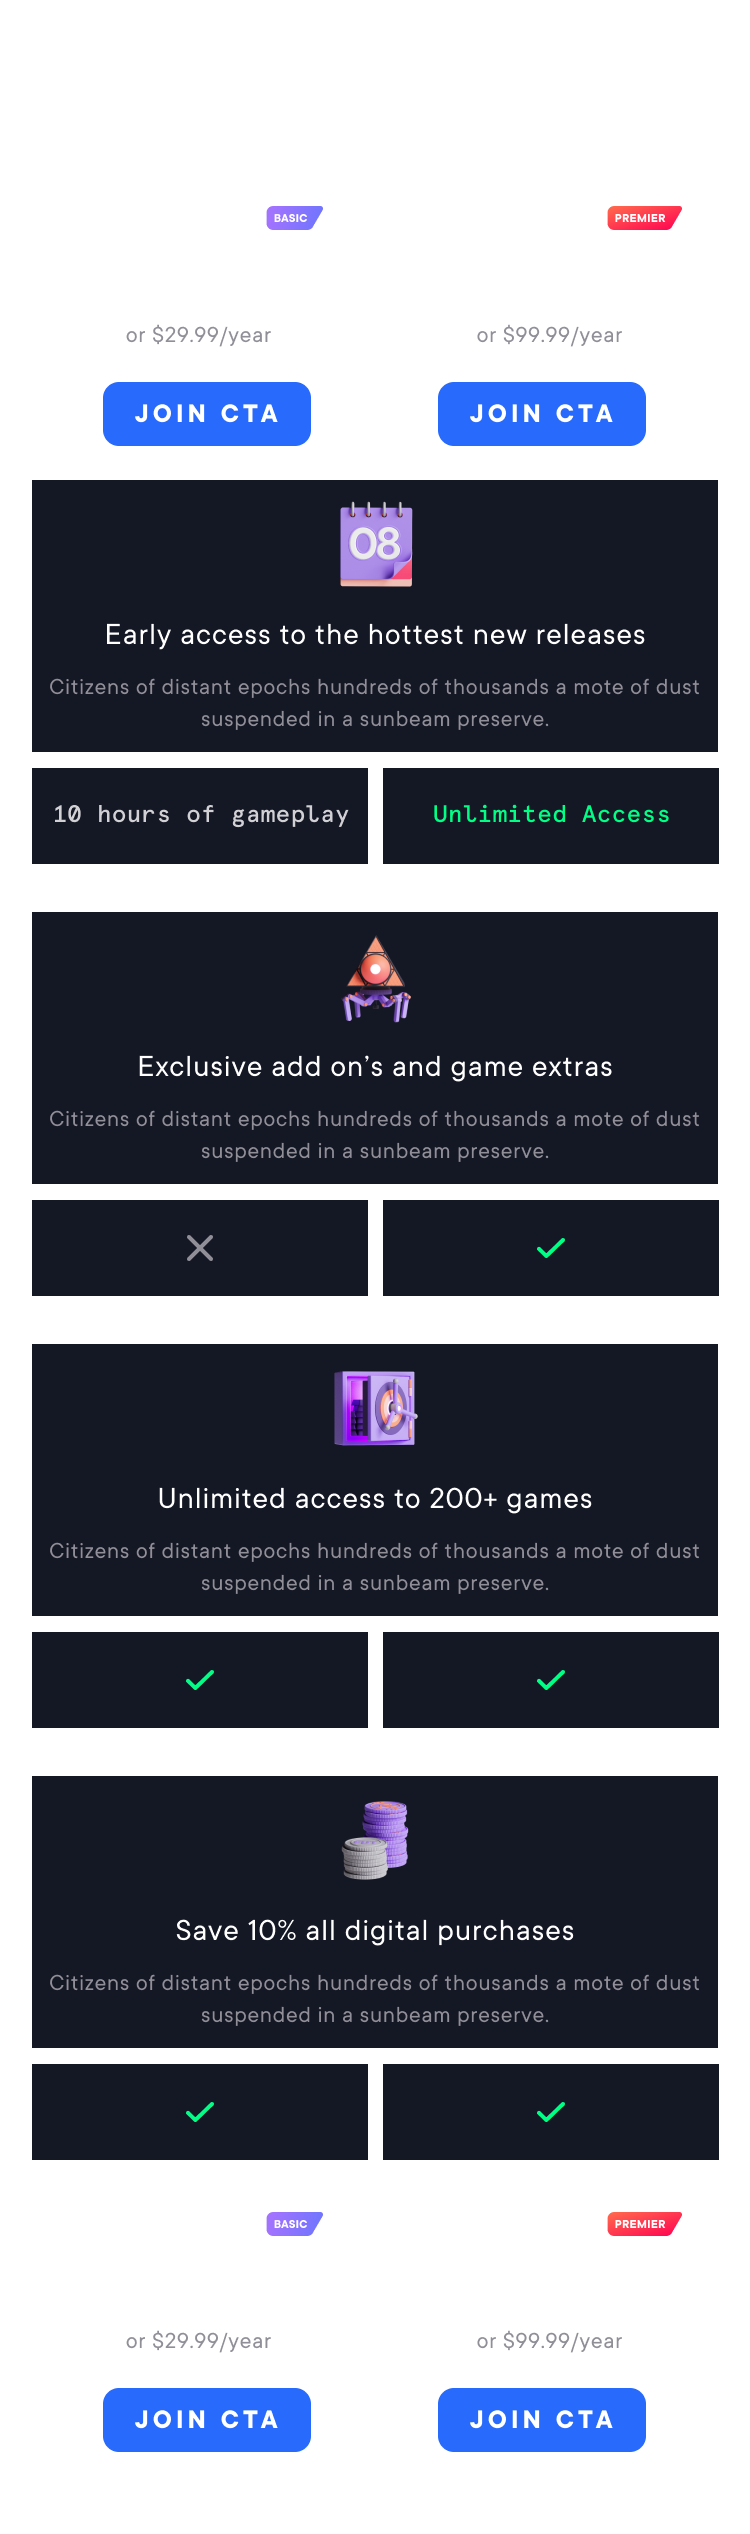 BASIC PREMIER
or $29.99/year or $99.99/year
JOIN CTA JOIN CTA
08
Early access to the hottest new releases
Citizens of distant epochs hundreds of thousands a mote of dust
suspended in a sunbeam preserve.
10 hours of gameplay Unlimited Access
Exclusive add on’s and game extras
Citizens of distant epochs hundreds of thousands a mote of dust
suspended in a sunbeam preserve.
Unlimited access to 200+ games
Citizens of distant epochs hundreds of thousands a mote of dust
suspended in a sunbeam preserve.
Save 10% all digital purchases
Citizens of distant epochs hundreds of thousands a mote of dust
suspended in a sunbeam preserve.
BASIC PREMIER
or $29.99/year or $99.99/year
JOIN CTA JOIN CTA